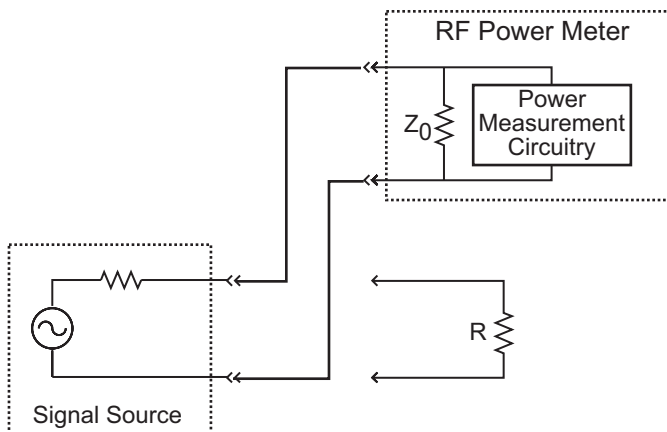 RF Power Meter
Z0
Power
Measurement
Circuitry
R
Signal Source